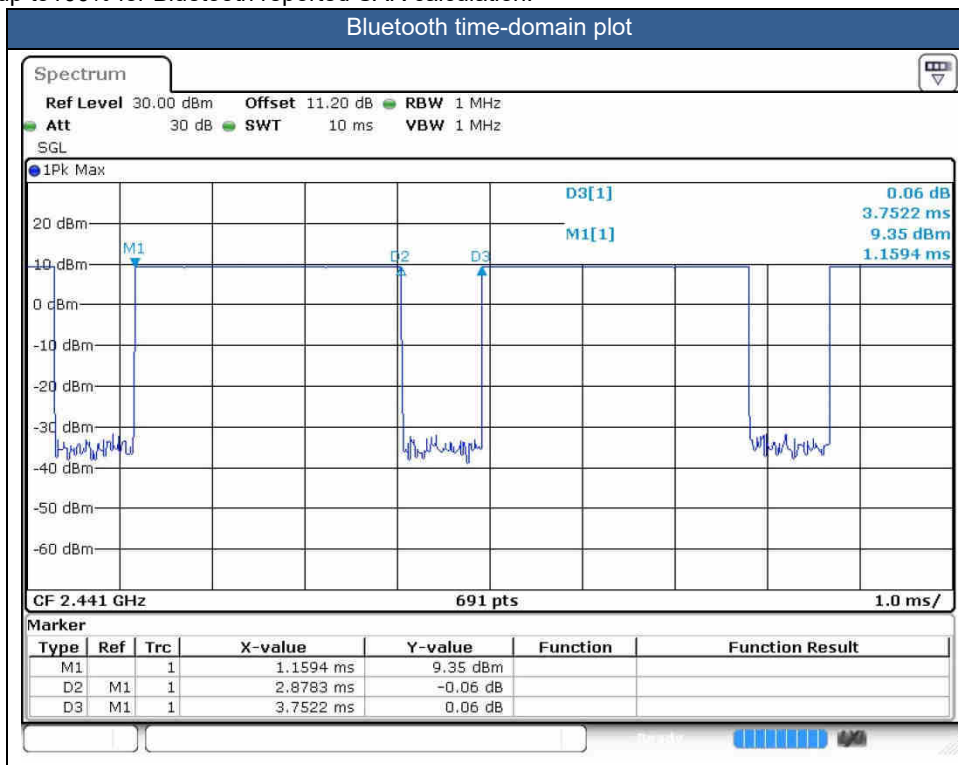 Bluetooth time-domain plot
Spectrum
Ref Level 30.00 dBm Offset 11.20 dB RBW 1 MHz
Att 30 dB SWT 10 ms VBW 1 MHz
SGL
1Pk Max
D3[1] 0.06 dB
3.7522 ms
M1[1] 9.35 dBm
1.1594 ms
20 dBm
M1
D2 D3
10 dBm
0 dBm
-10 dBm
-20 dBm
-30 dBm
-40 dBm
-50 dBm
-60 dBm
CF 2.441 GHz 691 pts 1.0 ms/
Marker
Type Ref Trc X-value Y-value Function Function Result
M1 1 1.1594 ms 9.35 dBm
D2 M1 1 2.8783 ms -0.06 dB
D3 M1 1 3.7522 ms 0.06 dB